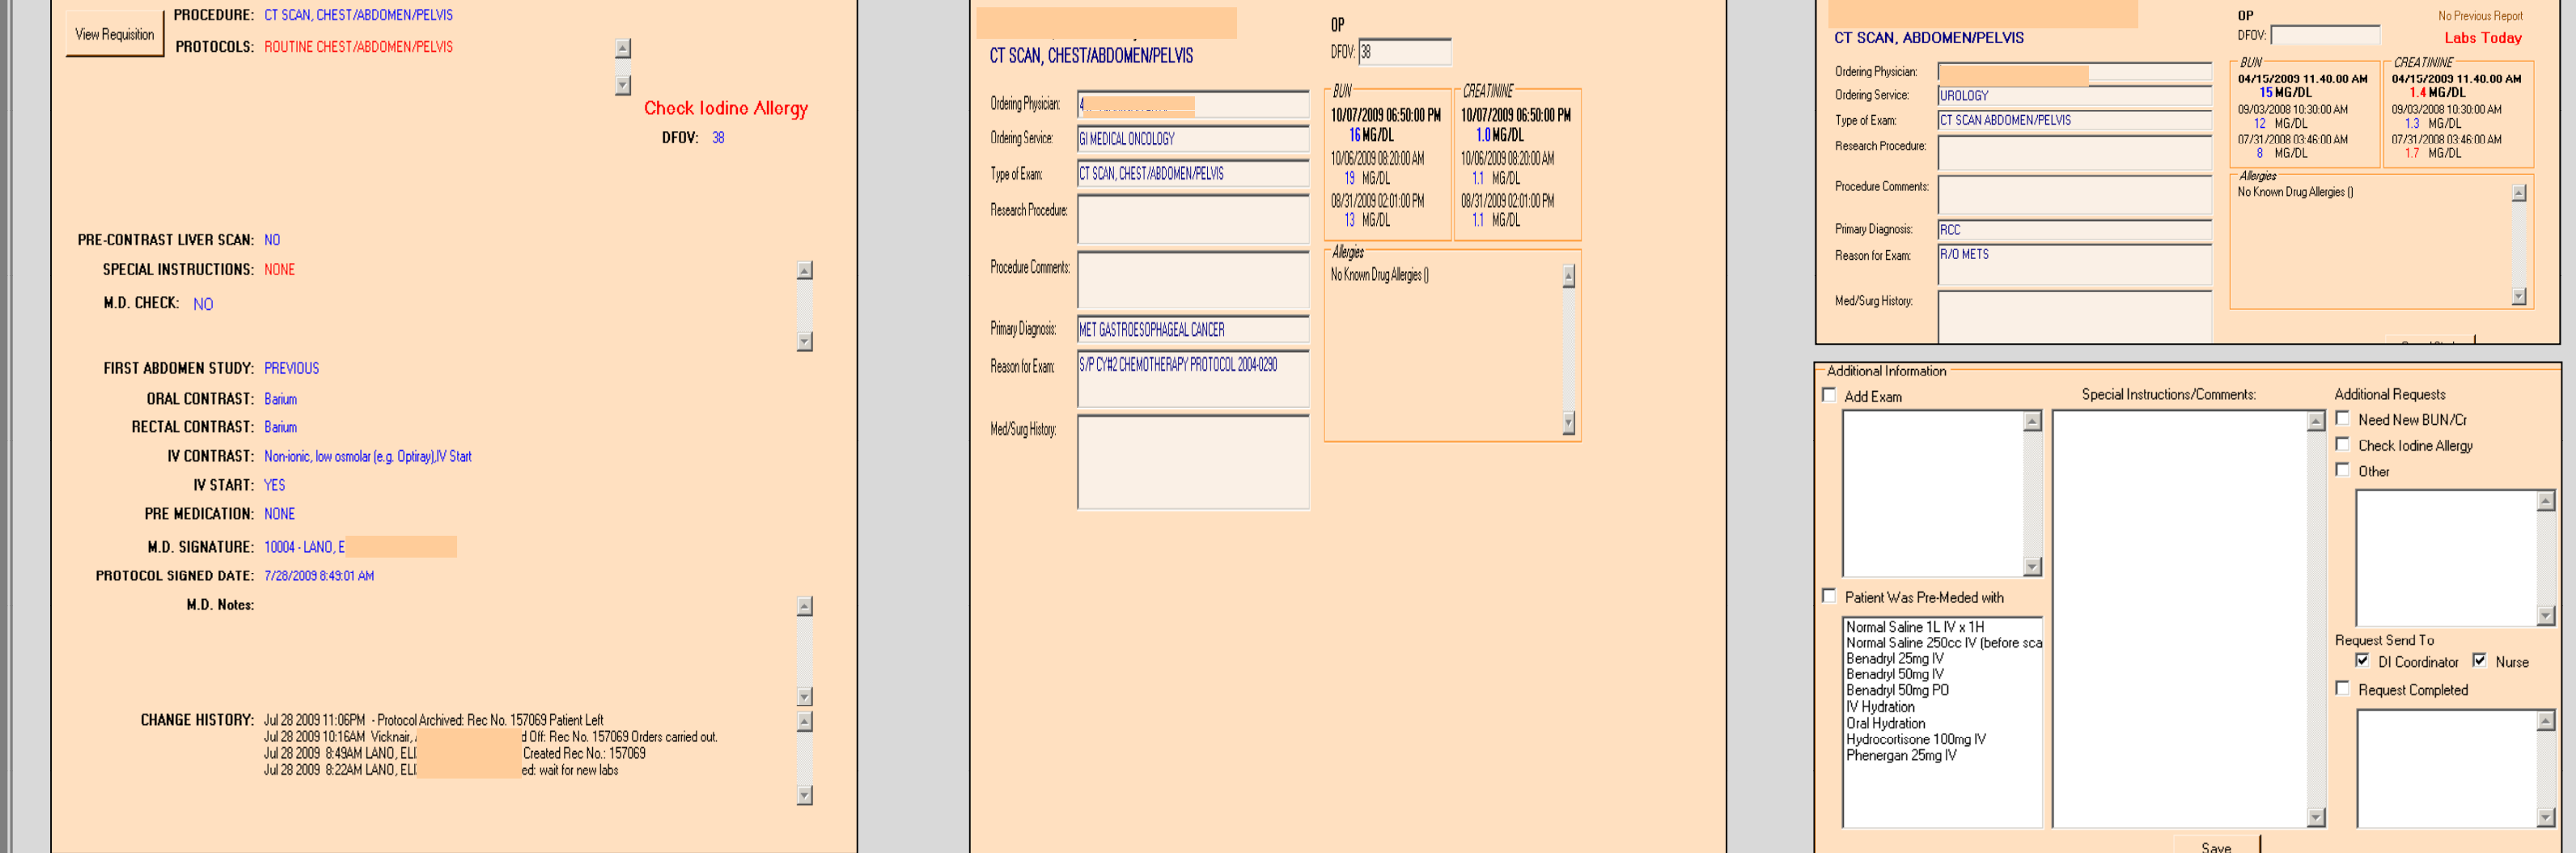 View Requisition
PROCEDURE: CT SCAN, CHEST/ABDOMEN/PELVIS
PROTOCOLS: ROUTINE CHEST/ABDOMEN/PELVIS
Check Iodine Allergy
DFOV: 38
PRE-CONTRAST LIVER SCAN: NO
SPECIAL INSTRUCTIONS: NONE
M.D. CHECK: NO
FIRST ABDOMEN STUDY: PREVIOUS
ORAL CONTRAST: Barium
RECTAL CONTRAST: Barium
IV CONTRAST: Non-ionic, low osmolar (e.g. Optiray),IV Start
IV START: YES
PRE MEDICATION: NONE
M.D. SIGNATURE: 10004 - LANO, E
PROTOCOL SIGNED DATE: 7/28/2009 8:49:01 AM
M.D. Notes:
CHANGE HISTORY: Jul 28 2009 11:06PM - Protocol Archived: Rec No. 157069 Patient Left
Jul 28 2009 10:16AM Vicknair, d Off: Rec No. 157069 Orders carried out.
Jul 28 2009 8:49AM LANO, ELI Created Rec No.: 157069
Jul 28 2009 8:22AM LANO, ELI ed: wait for new labs
CT SCAN, CHEST/ABDOMEN/PELVIS
OP
DFOV: 38
Ordering Physician: 4
Ordering Service: GI MEDICAL ONCOLOGY
Type of Exam: CT SCAN, CHEST/ABDOMEN/PELVIS
Research Procedure:
Procedure Comments:
Primary Diagnosis: MET GASTROESOPHAGEAL CANCER
Reason for Exam: S/P CY#2 CHEMOTHERAPY PROTOCOL 2004-0290
Med/Surg History:
BUN
10/07/2009 06:50:00 PM
16 MG/DL
10/06/2009 08:20:00 AM
19 MG/DL
08/31/2009 02:01:00 PM
13 MG/DL
CREATININE
10/07/2009 06:50:00 PM
1.0 MG/DL
10/06/2009 08:20:00 AM
1.1 MG/DL
08/31/2009 02:01:00 PM
1.1 MG/DL
Allergies
No Known Drug Allergies ()
CT SCAN, ABDOMEN/PELVIS
OP
DFOV:
No Previous Report
Labs Today
Ordering Physician:
Ordering Service: UROLOGY
Type of Exam: CT SCAN ABDOMEN/PELVIS
Research Procedure:
Procedure Comments:
Primary Diagnosis: RCC
Reason for Exam: R/O METS
Med/Surg History:
BUN
04/15/2009 11.40.00 AM
15 MG/DL
09/03/2008 10:30:00 AM
12 MG/DL
07/31/2008 03:46:00 AM
8 MG/DL
CREATININE
04/15/2009 11.40.00 AM
1.4 MG/DL
09/03/2008 10:30:00 AM
1.3 MG/DL
07/31/2008 03:46:00 AM
1.7 MG/DL
Allergies
No Known Drug Allergies ()
Additional Information
Add Exam
Patient Was Pre-Meded with
Normal Saline 1L IV x 1H
Normal Saline 250cc IV (before sca
Benadryl 25mg IV
Benadryl 50mg IV
Benadryl 50mg PO
IV Hydration
Oral Hydration
Hydrocortisone 100mg IV
Phenergan 25mg IV
Special Instructions/Comments:
Additional Requests
Need New BUN/Cr
Check Iodine Allergy
Other
Request Send To
DI Coordinator Nurse
Request Completed
Save